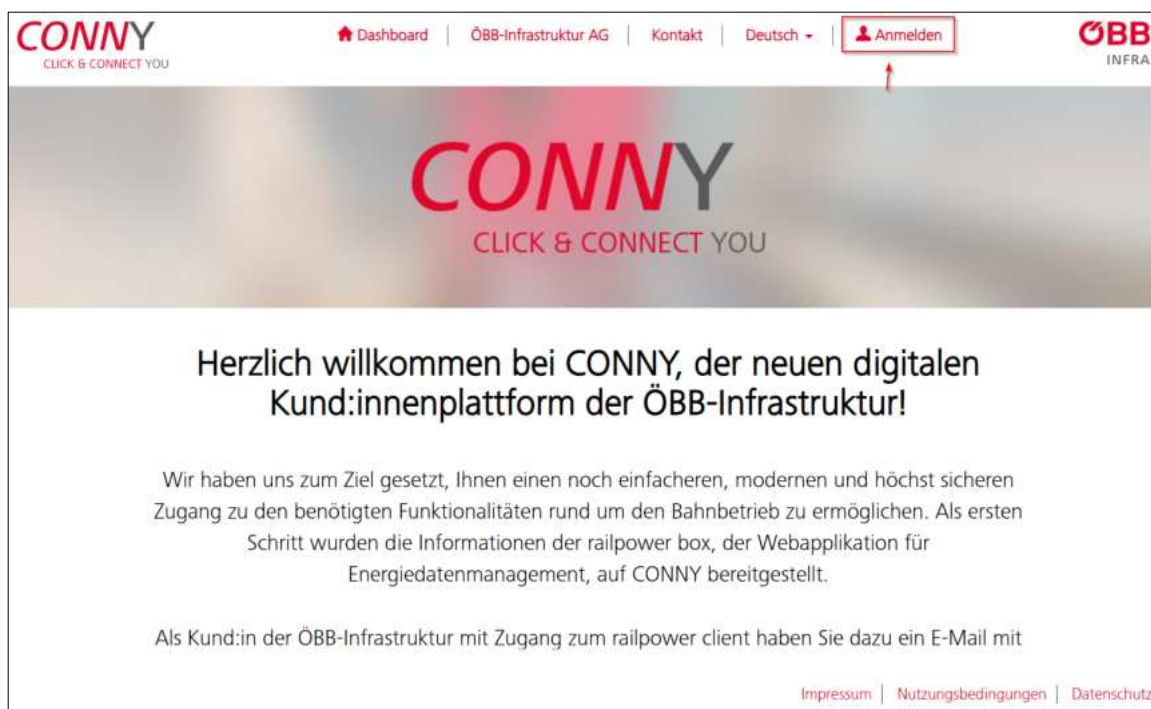 CONNY
CLICK & CONNECT YOU
Dashboard | ÖBB-Infrastruktur AG | Kontakt | Deutsch | Anmelden
ÖBB
INFRA
CONNY
CLICK & CONNECT YOU
Herzlich willkommen bei CONNY, der neuen digitalen
Kund:innenplattform der ÖBB-Infrastruktur!
Wir haben uns zum Ziel gesetzt, Ihnen einen noch einfacheren, modernen und höchst sicheren
Zugang zu den benötigten Funktionalitäten rund um den Bahnbetrieb zu ermöglichen. Als ersten
Schritt wurden die Informationen der railpower box, der Webapplikation für
Energiedatenmanagement, auf CONNY bereitgestellt.
Als Kund:in der ÖBB-Infrastruktur mit Zugang zum railpower client haben Sie dazu ein E-Mail mit
Impressum | Nutzungsbedingungen | Datenschutz